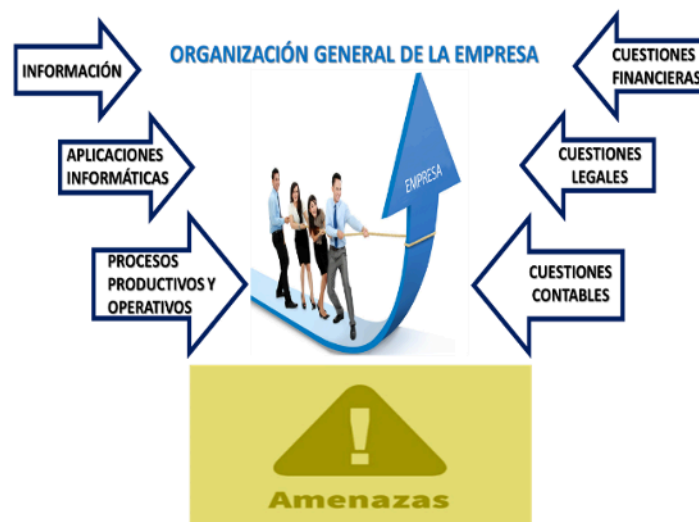 ORGANIZACIÓN GENERAL DE LA EMPRESA
INFORMACIÓN
CUESTIONES
FINANCIERAS
APLICACIONES
INFORMÁTICAS
CUESTIONES
LEGALES
EMPRESA
PROCESOS
PRODUCTIVOS Y
OPERATIVOS
CUESTIONES
CONTABLES
!
Amenazas